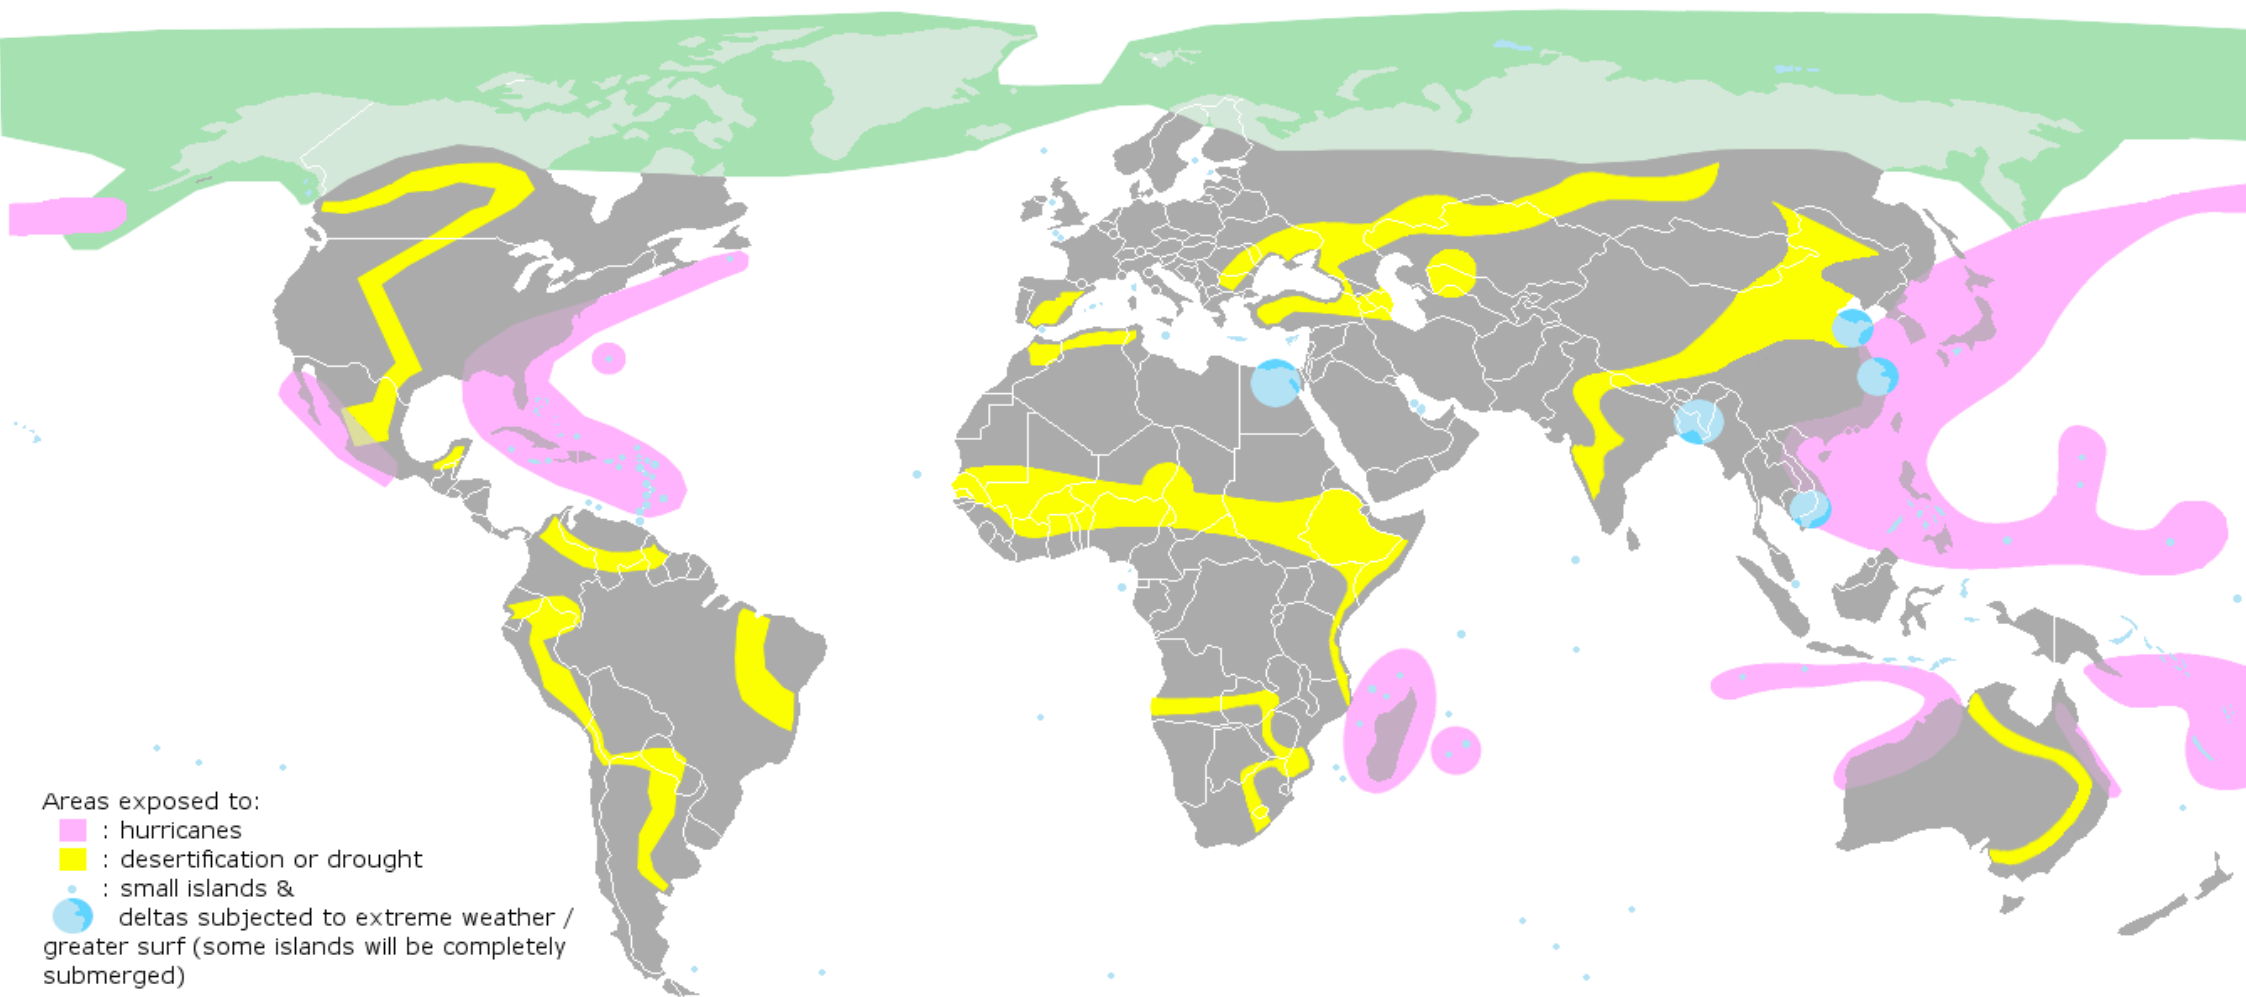 Areas exposed to:
: hurricanes
: desertification or drought
: small islands &
deltas subjected to extreme weather /
greater surf (some islands will be completely
submerged)